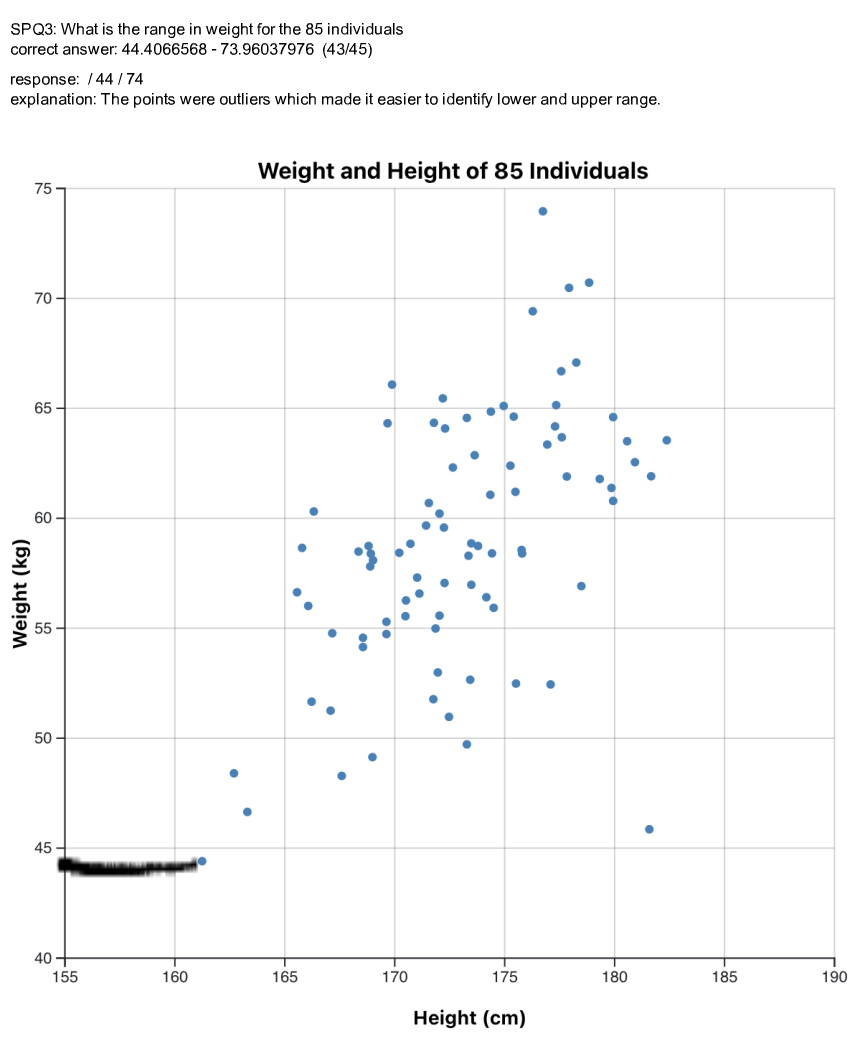 SPQ3: What is the range in weight for the 85 individuals
correct answer: 44.4066568 - 73.96037976 (43/45)
response: / 44 / 74
explanation: The points were outliers which made it easier to identify lower and upper range.
Weight and Height of 85 Individuals
75
70
65
60
55
50
45
40
Weight (kg)
155 160 165 170 175 180 185 190
Height (cm)